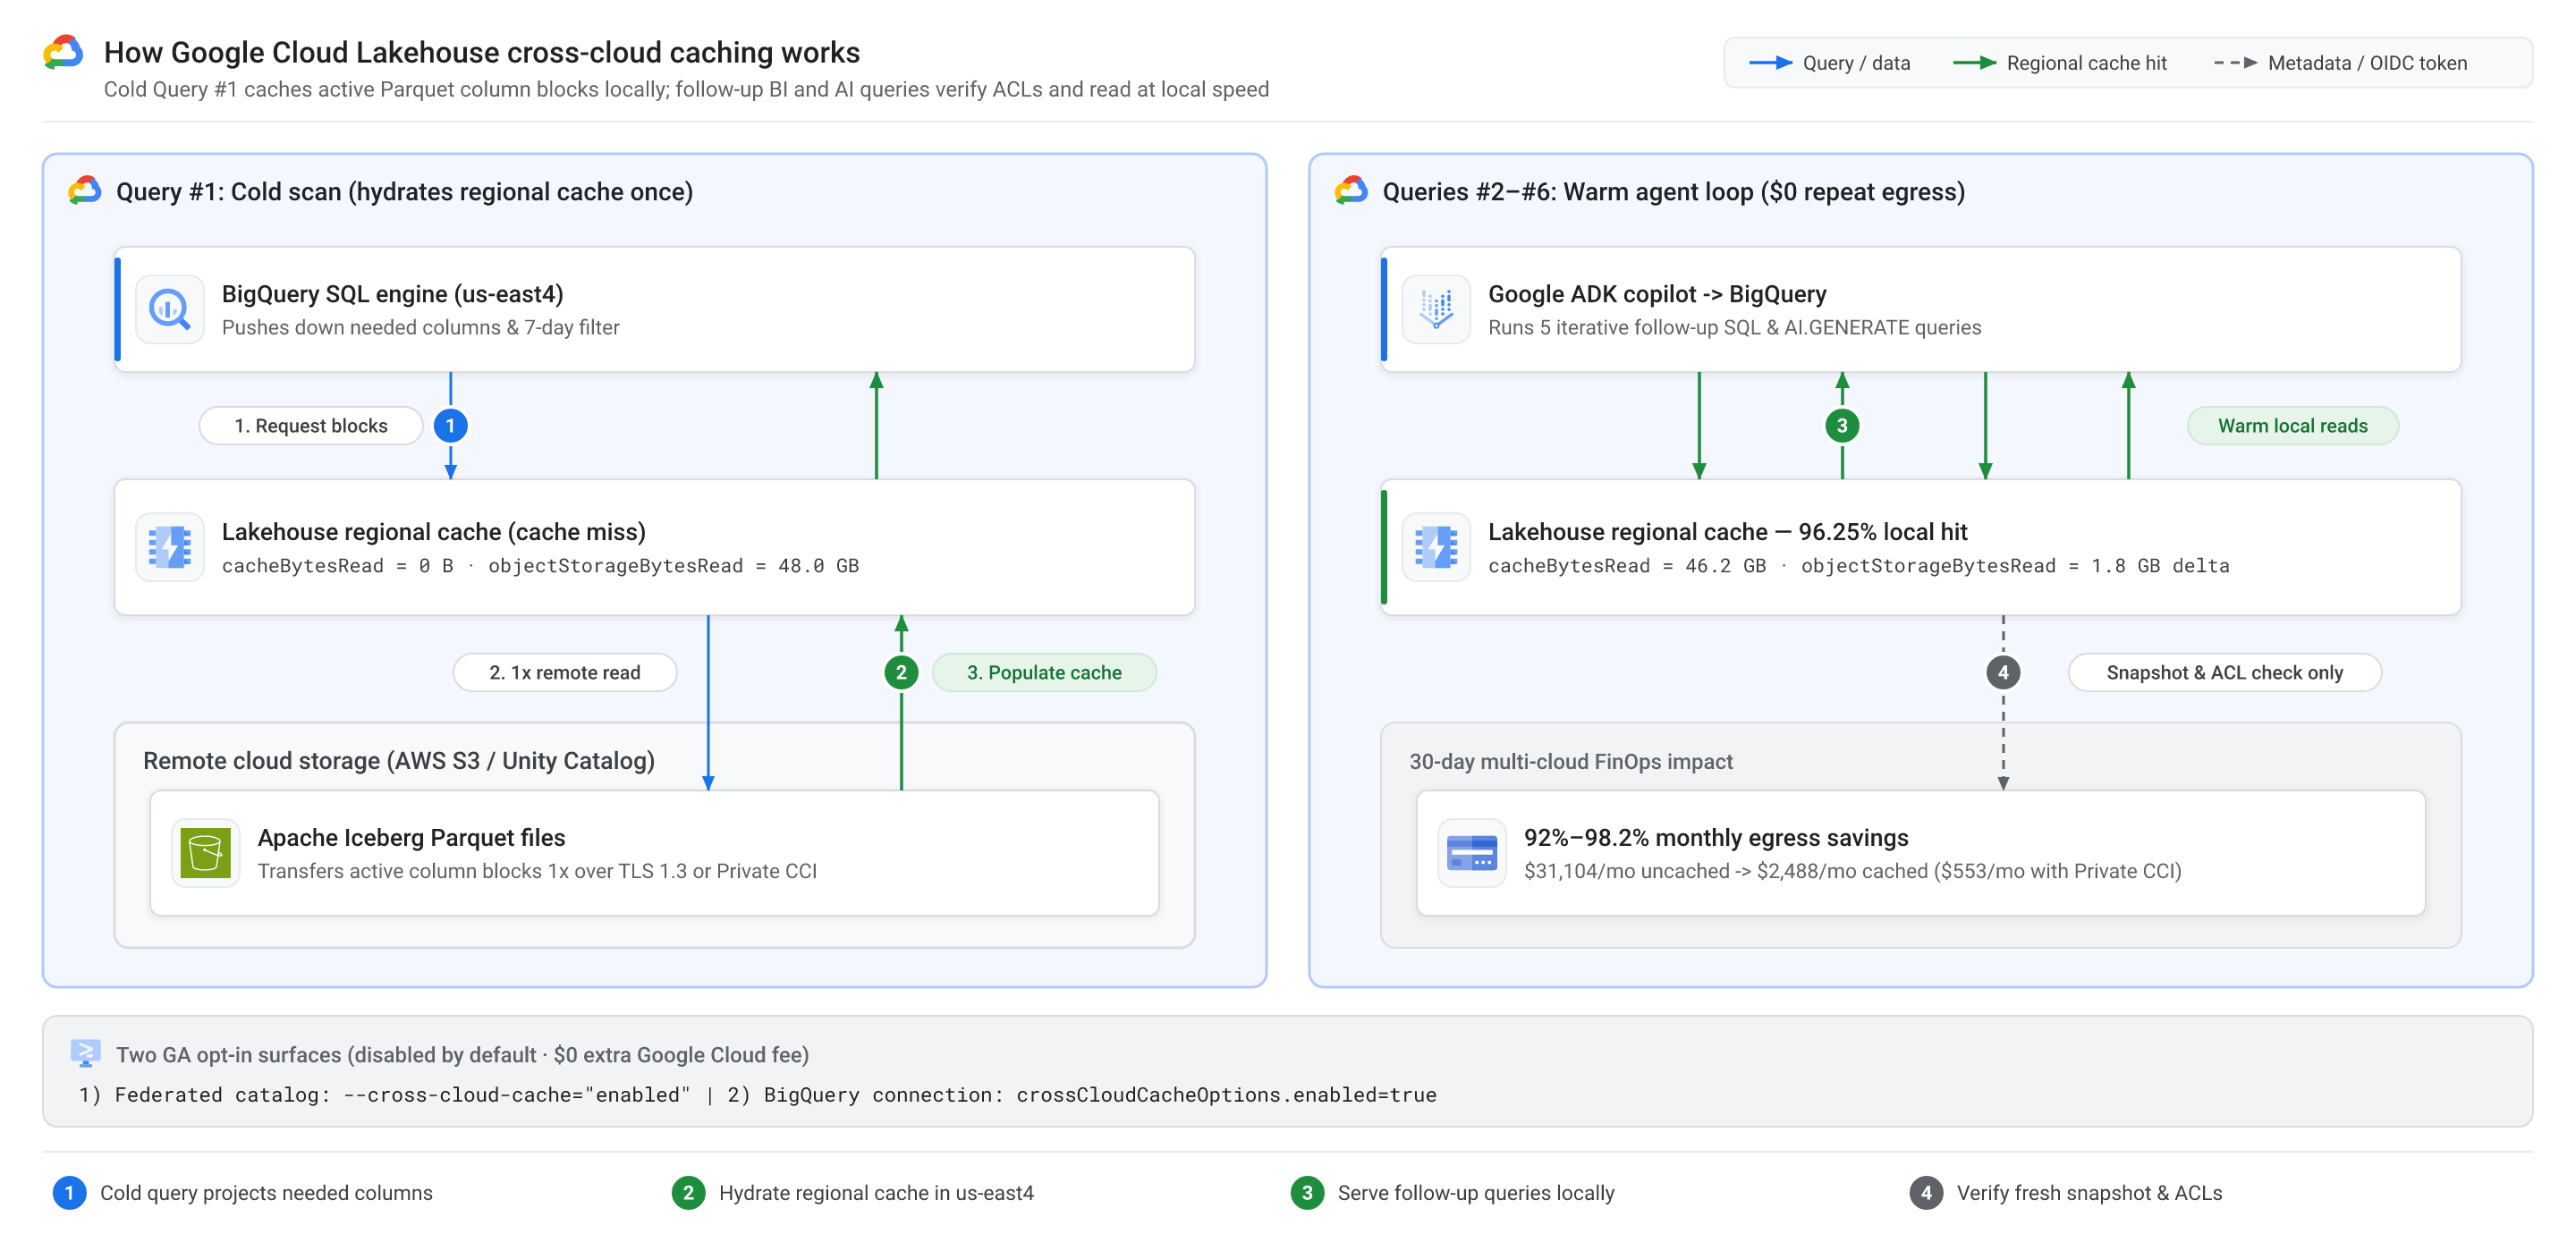 How Google Cloud Lakehouse cross-cloud caching works
Cold Query #1 caches active Parquet column blocks locally; follow-up BI and AI queries verify ACLs and read at local speed
Query / data
Regional cache hit
Metadata / OIDC token
Query #1: Cold scan (hydrates regional cache once)
BigQuery SQL engine (us-east4)
Pushes down needed columns & 7-day filter
1. Request blocks
1
Lakehouse regional cache (cache miss)
cacheBytesRead = 0 B · objectStorageBytesRead = 48.0 GB
2. 1x remote read
2
3. Populate cache
Remote cloud storage (AWS S3 / Unity Catalog)
Apache Iceberg Parquet files
Transfers active column blocks 1x over TLS 1.3 or Private CCI
Queries #2–#6: Warm agent loop ($0 repeat egress)
Google ADK copilot -> BigQuery
Runs 5 iterative follow-up SQL & AI.GENERATE queries
3
Warm local reads
Lakehouse regional cache — 96.25% local hit
cacheBytesRead = 46.2 GB · objectStorageBytesRead = 1.8 GB delta
4
Snapshot & ACL check only
30-day multi-cloud FinOps impact
92%–98.2% monthly egress savings
$31,104/mo uncached -> $2,488/mo cached ($553/mo with Private CCI)
Two GA opt-in surfaces (disabled by default · $0 extra Google Cloud fee)
1) Federated catalog: --cross-cloud-cache="enabled" | 2) BigQuery connection: crossCloudCacheOptions.enabled=true
1 Cold query projects needed columns
2 Hydrate regional cache in us-east4
3 Serve follow-up queries locally
4 Verify fresh snapshot & ACLs